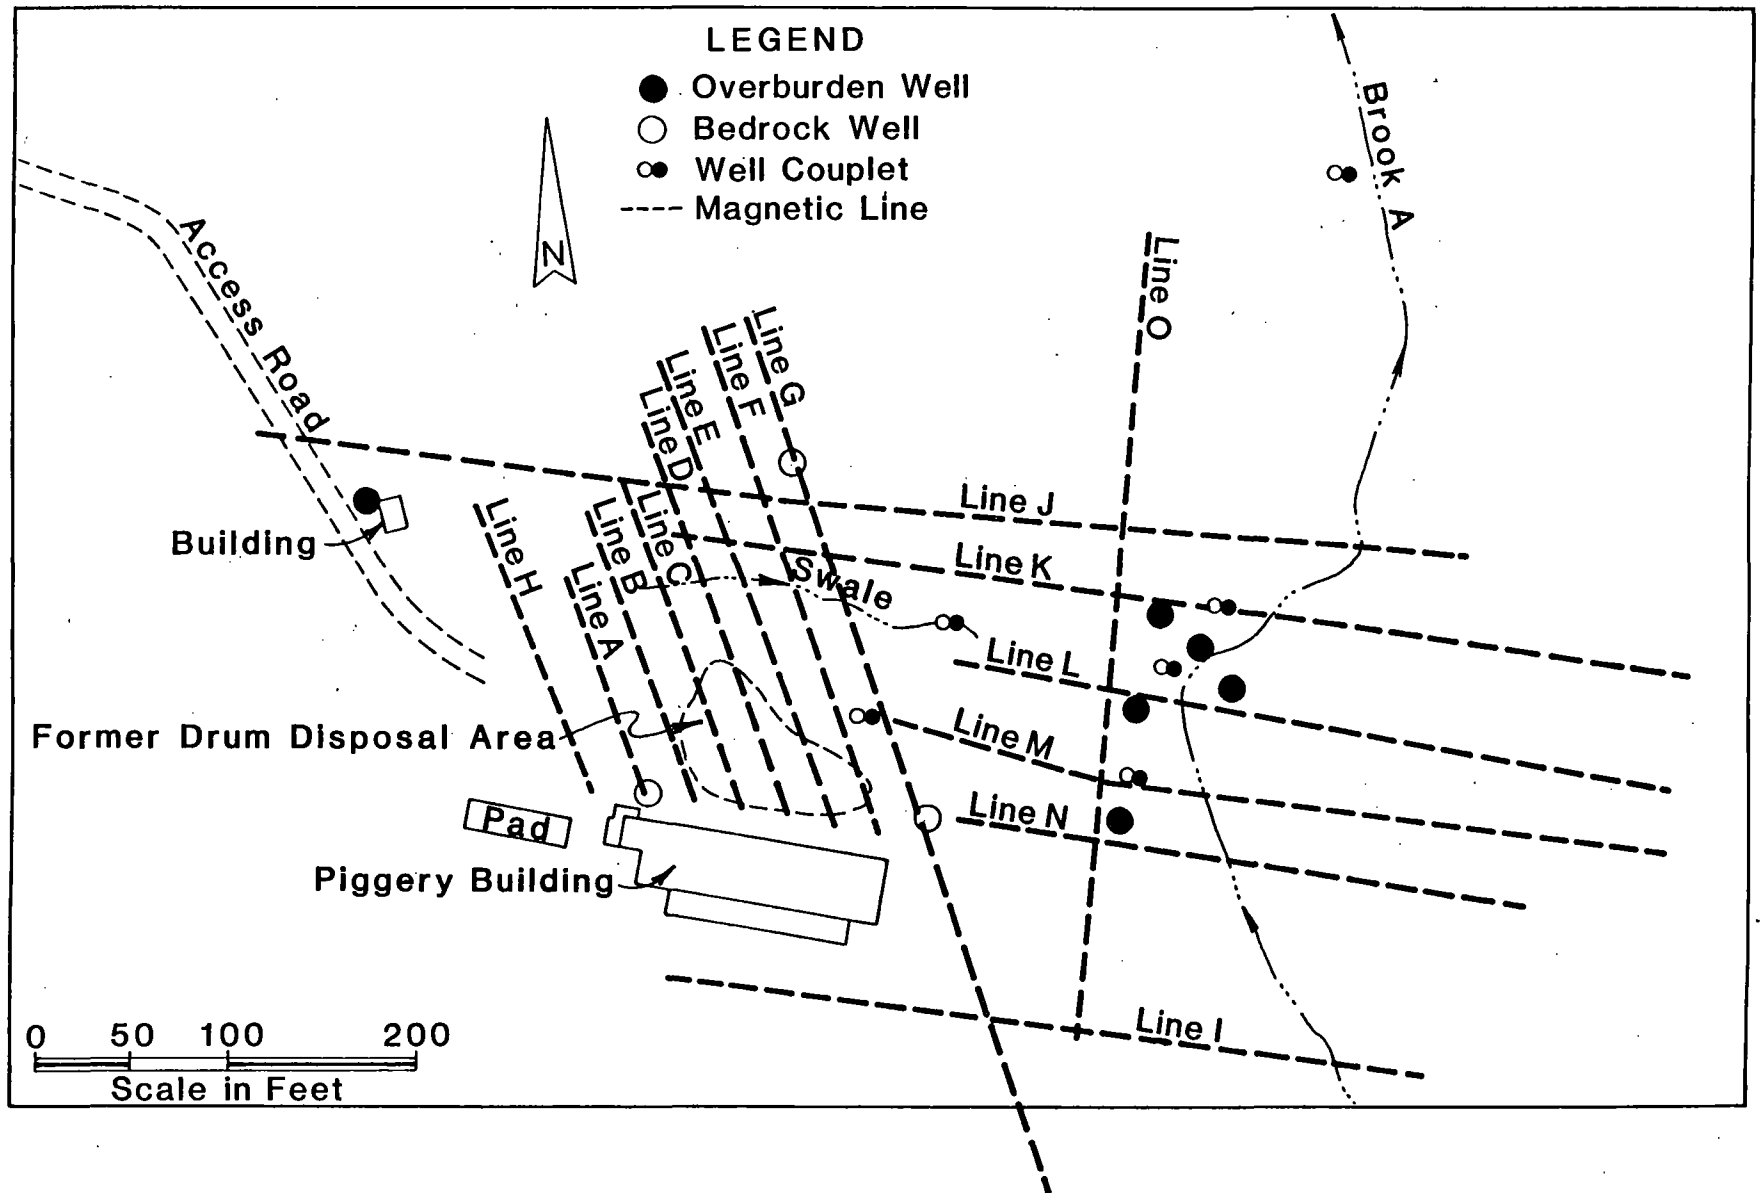 LEGEND
Overburden Well
Bedrock Well
Well Couplet
Magnetic Line
N
Brook A
Access Road
Line O
Line G
Line F
Line E
Line D
Line C
Line B
Line A
Line H
Line J
Line K
Building
Swale
Line L
Former Drum Disposal Area
Line M
Line N
Pad
Piggery Building
Line I
0 50 100 200
Scale in Feet